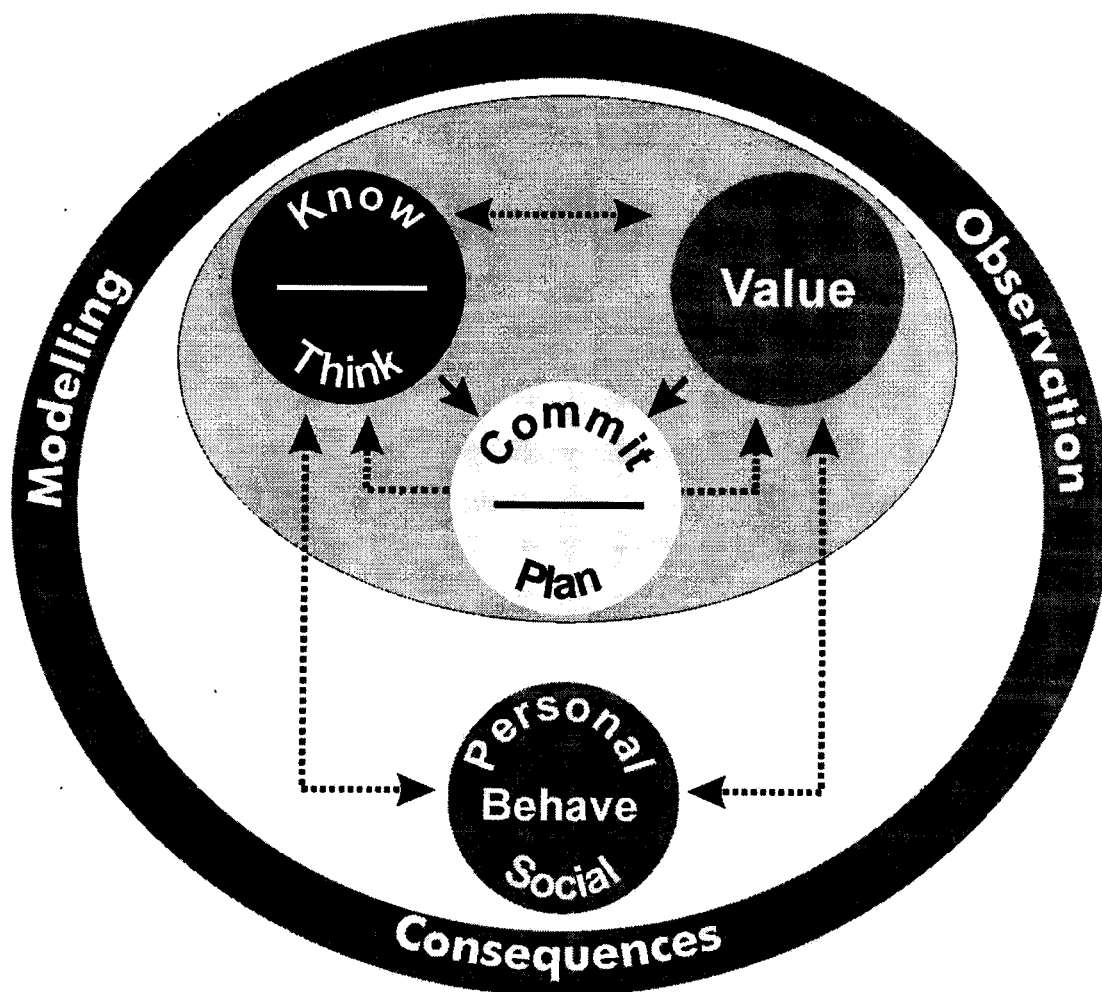 Modelling
Observation
Consequences
Know
Think
Value
Commit
Plan
Personal
Behave
Social